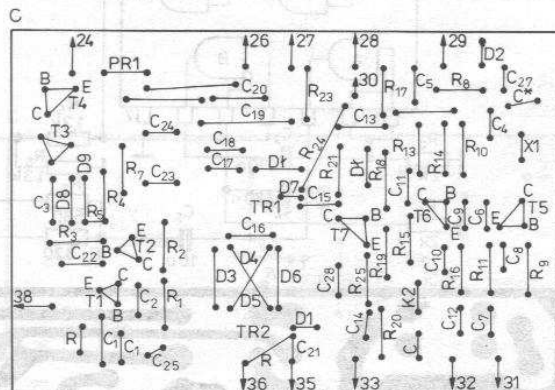 C
24 PR1 26 27 28 29 D2
30
B E C T4
C20 R23 R17 C5 R8 C27
C*
C24 C19 R24 C13 C4
T3
C18
C17 Dł R21 Dł R18 R13 R14 R10 X1
D9 R7
C3 D8 R5 R4 C23 D7 C15 C11
TR1
C B T6 E C9 C6 C T5 E B
R3 B E T2 C R2 C16 C B T7 E R15
C22 D3 D4 D6 C28 R25 R19 C10 R16 R11 C8 R9
E C T1 B C2 R1 D5 K2
38
R C1 C1 C25 TR2 D1 C14 R20 C C12 C7
R C21
36 35 33 32 31